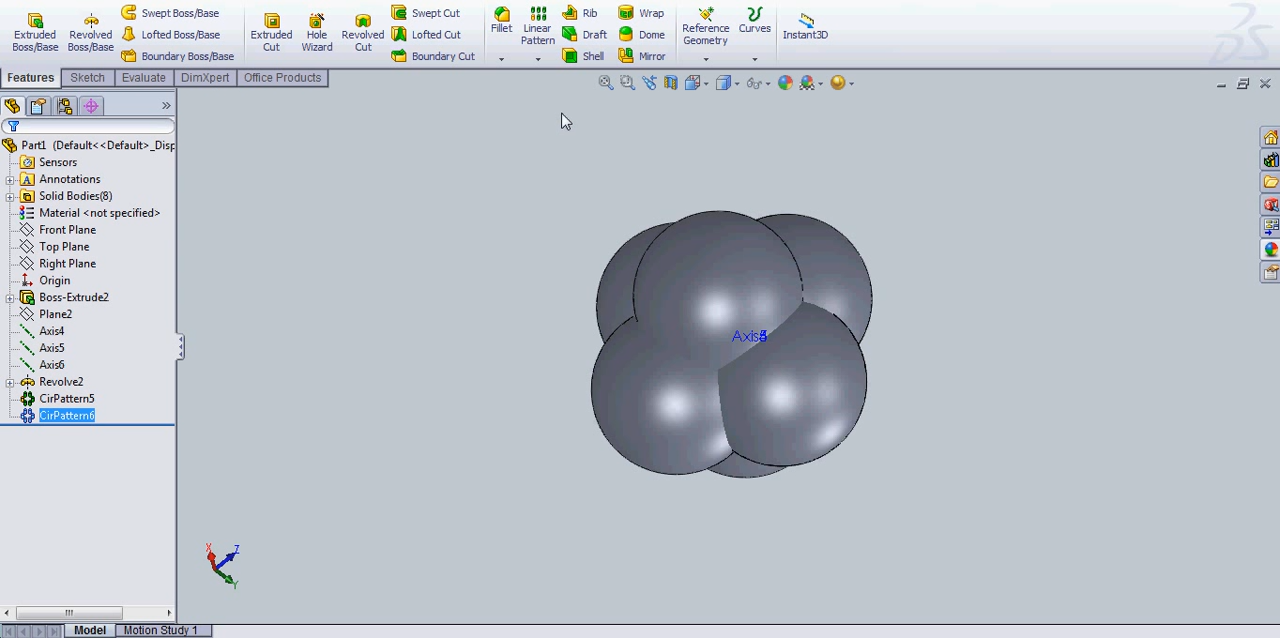 Extruded Boss/Base
Revolved Boss/Base
Swept Boss/Base
Lofted Boss/Base
Boundary Boss/Base
Extruded Cut
Hole Wizard
Revolved Cut
Swept Cut
Lofted Cut
Boundary Cut
Fillet
Linear Pattern
Rib
Draft
Shell
Wrap
Dome
Mirror
Reference Geometry
Curves
Instant3D
Features
Sketch
Evaluate
DimXpert
Office Products
Part1 (Default<<Default>_Disp
Sensors
Annotations
Solid Bodies(8)
Material <not specified>
Front Plane
Top Plane
Right Plane
Origin
Boss-Extrude2
Plane2
Axis4
Axis5
Axis6
Revolve2
CirPattern5
CirPattern6
X
Z
Y
Model
Motion Study 1